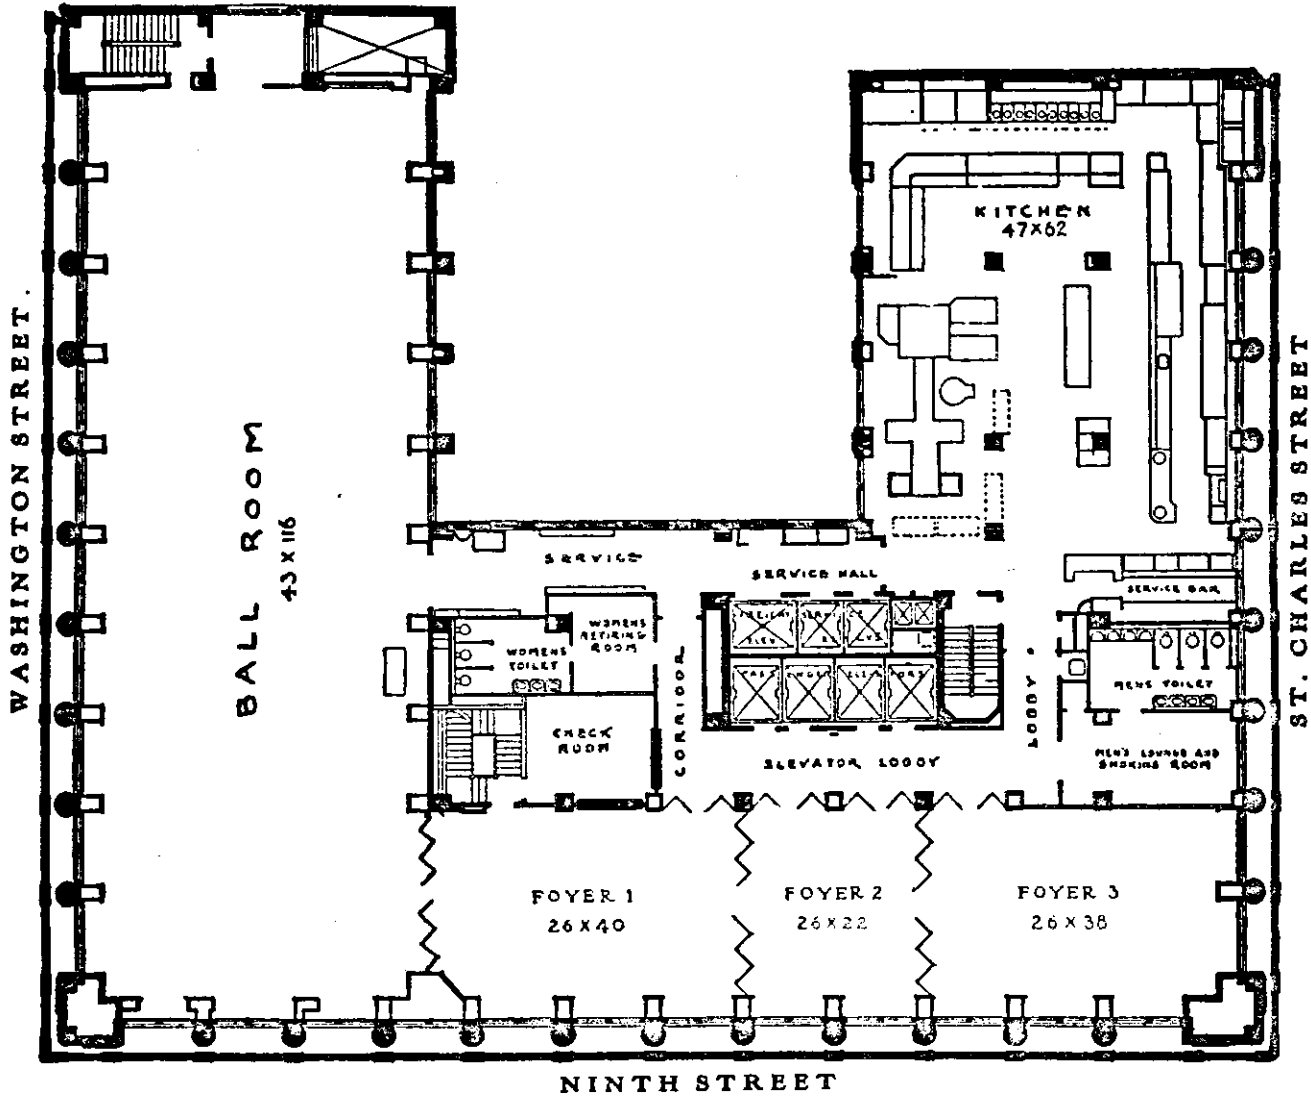 WASHINGTON STREET.
BALL ROOM
43 X 116
KITCHEN
47X62
SERVICE
SERVICE HALL
SERVICE BAR
WOMENS
RETIRING
ROOM
WOMENS
TOILET
CHECK
ROOM
CORRIDOR
ELEVATOR LOBBY
LOBBY
MENS TOILET
MEN'S LOUNGE AND
SMOKING ROOM
FOYER 1
26 X 40
FOYER 2
26 X 22
FOYER 3
26 X 38
ST. CHARLES STREET
NINTH STREET